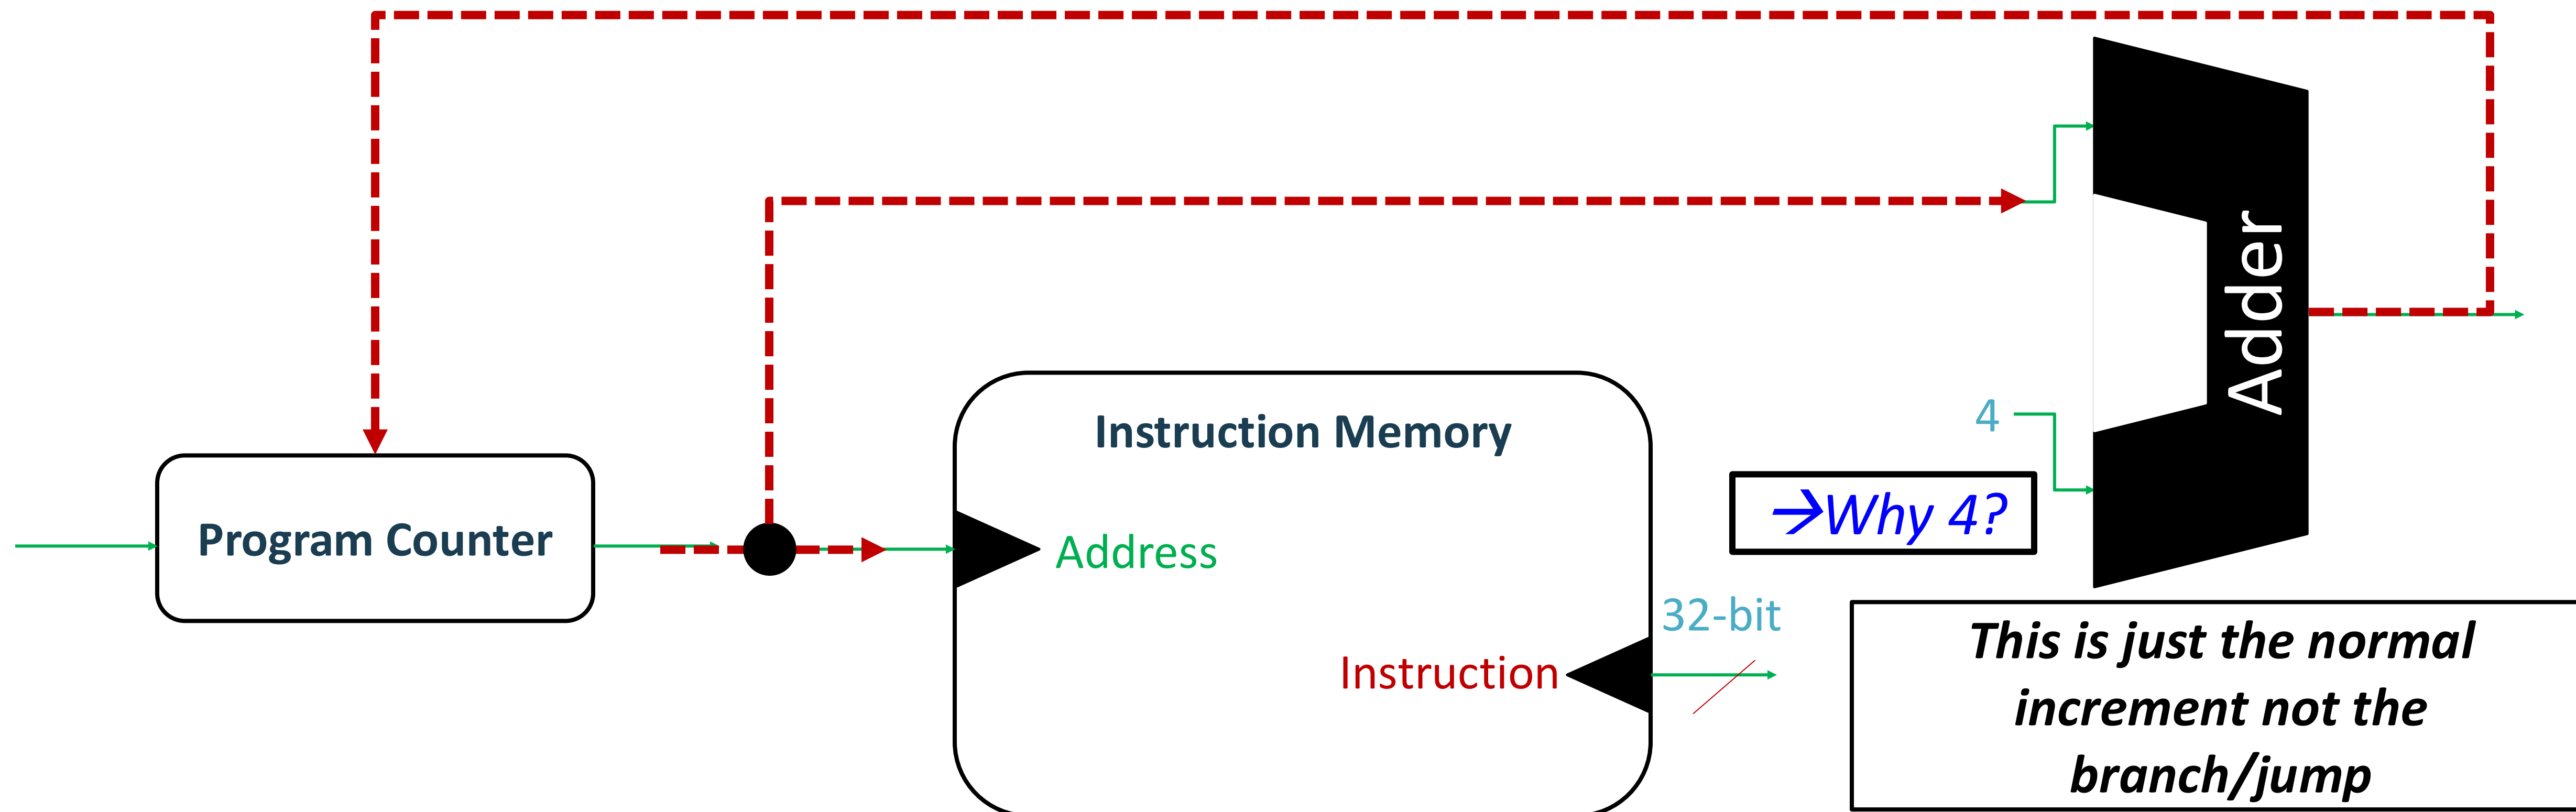 Adder
4
Instruction Memory
→Why 4?
Program Counter
Address
32-bit
Instruction
This is just the normal
increment not the
branch/jump